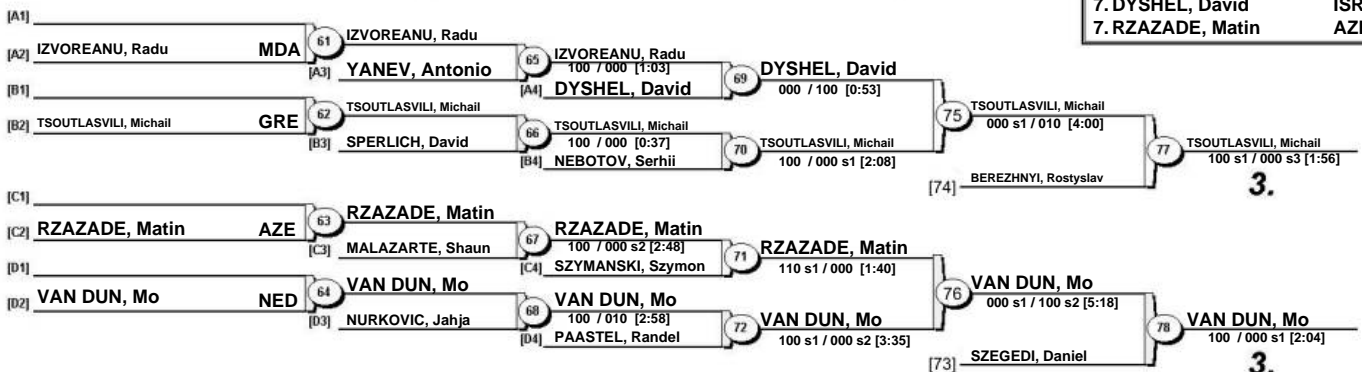 7. DYSHEL, David ISR
7. RZAZADE, Matin AZE
[A1]
[A2] IZVOREANU, Radu MDA
61 IZVOREANU, Radu
[A3] YANEV, Antonio
65 IZVOREANU, Radu
100 / 000 [1:03]
[A4] DYSHEL, David
69 DYSHEL, David
000 / 100 [0:53]
[B1]
[B2] TSOUTLASVILI, Michail GRE
62 TSOUTLASVILI, Michail
[B3] SPERLICH, David
66 TSOUTLASVILI, Michail
100 / 000 [0:37]
[B4] NEBOTOV, Serhii
70 TSOUTLASVILI, Michail
100 / 000 s1 [2:08]
75 TSOUTLASVILI, Michail
000 s1 / 010 [4:00]
[74] BEREZHNYI, Rostyslav
77 TSOUTLASVILI, Michail
100 s1 / 000 s3 [1:56]
3.
[C1]
[C2] RZAZADE, Matin AZE
63 RZAZADE, Matin
[C3] MALAZARTE, Shaun
67 RZAZADE, Matin
100 / 000 s2 [2:48]
[C4] SZYMANSKI, Szymon
71 RZAZADE, Matin
110 s1 / 000 [1:40]
[D1]
[D2] VAN DUN, Mo NED
64 VAN DUN, Mo
[D3] NURKOVIC, Jahja
68 VAN DUN, Mo
100 / 010 [2:58]
[D4] PAASTEL, Randel
72 VAN DUN, Mo
100 s1 / 000 s2 [3:35]
76 VAN DUN, Mo
000 s1 / 100 s2 [5:18]
[73] SZEGEDI, Daniel
78 VAN DUN, Mo
100 / 000 s1 [2:04]
3.